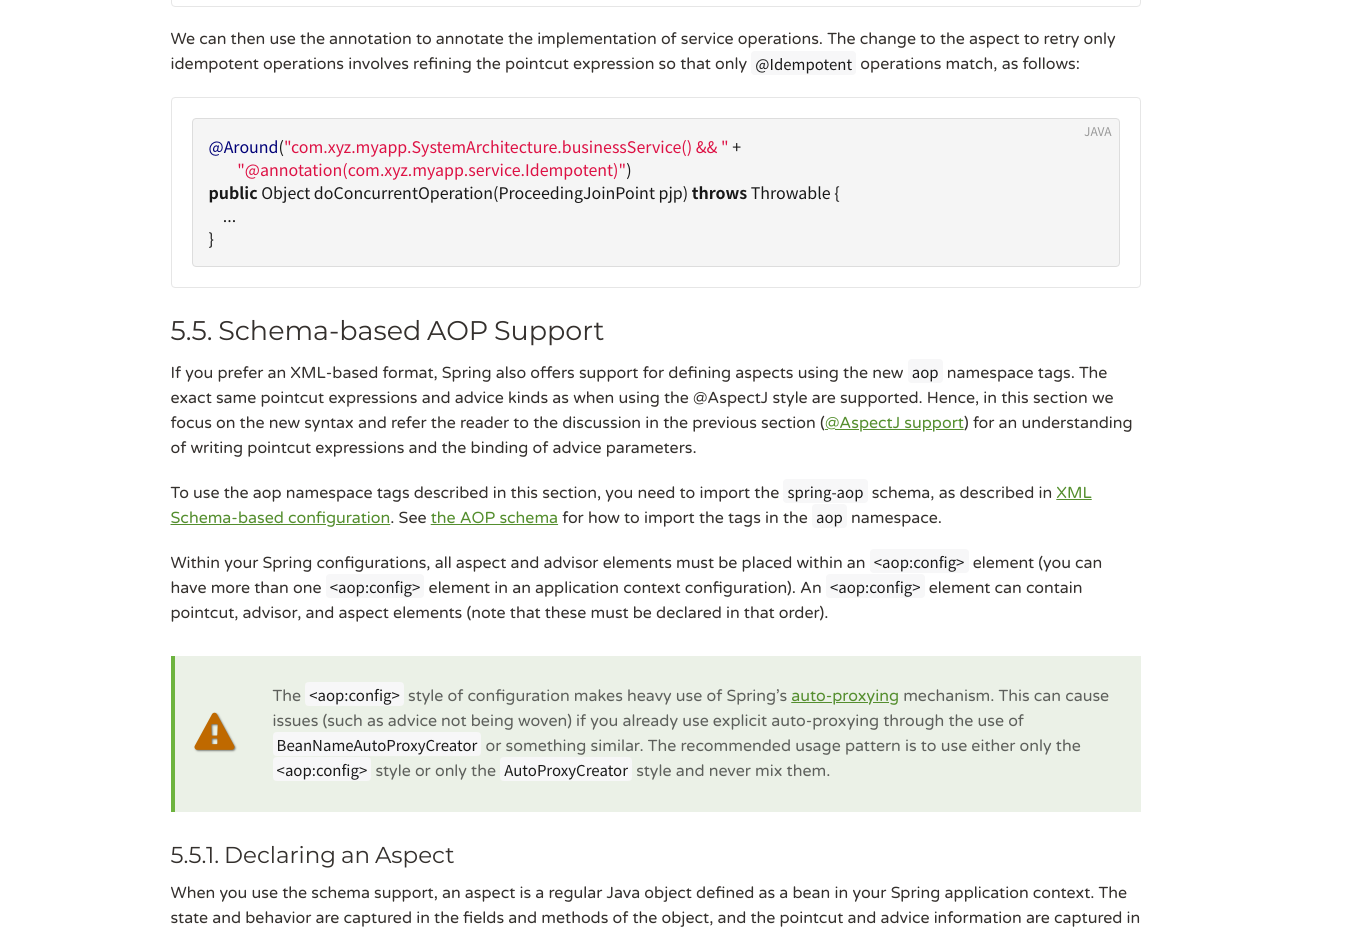 We can then use the annotation to annotate the implementation of service operations. The change to the aspect to retry only
idempotent operations involves refining the pointcut expression so that only @Idempotent operations match, as follows:
JAVA
@Around("com.xyz.myapp.SystemArchitecture.businessService() && " +
"@annotation(com.xyz.myapp.service.Idempotent)")
public Object doConcurrentOperation(ProceedingJoinPoint pjp) throws Throwable {
...
}
5.5. Schema-based AOP Support
If you prefer an XML-based format, Spring also offers support for defining aspects using the new aop namespace tags. The
exact same pointcut expressions and advice kinds as when using the @AspectJ style are supported. Hence, in this section we
focus on the new syntax and refer the reader to the discussion in the previous section (@AspectJ support) for an understanding
of writing pointcut expressions and the binding of advice parameters.
To use the aop namespace tags described in this section, you need to import the spring-aop schema, as described in XML
Schema-based configuration. See the AOP schema for how to import the tags in the aop namespace.
Within your Spring configurations, all aspect and advisor elements must be placed within an <aop:config> element (you can
have more than one <aop:config> element in an application context configuration). An <aop:config> element can contain
pointcut, advisor, and aspect elements (note that these must be declared in that order).
The <aop:config> style of configuration makes heavy use of Spring’s auto-proxying mechanism. This can cause
issues (such as advice not being woven) if you already use explicit auto-proxying through the use of
BeanNameAutoProxyCreator or something similar. The recommended usage pattern is to use either only the
<aop:config> style or only the AutoProxyCreator style and never mix them.
5.5.1. Declaring an Aspect
When you use the schema support, an aspect is a regular Java object defined as a bean in your Spring application context. The
state and behavior are captured in the fields and methods of the object, and the pointcut and advice information are captured in